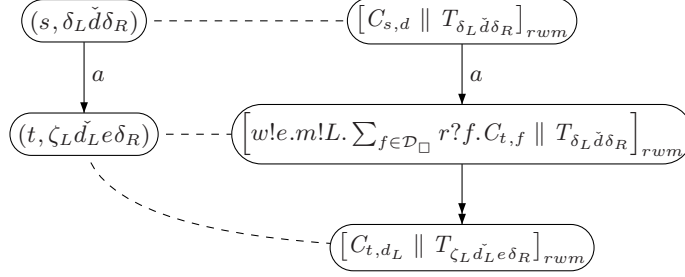 (s, δ_L ď δ_R) [C_{s,d} ∥ T_{δ_L ď δ_R}]_{rwm}
a a
(t, ζ_L ď_L e δ_R) [w!e.m!L. ∑_{f∈𝒟_□} r?f.C_{t,f} ∥ T_{δ_L ď δ_R}]_{rwm}
[C_{t,d_L} ∥ T_{ζ_L ď_L e δ_R}]_{rwm}